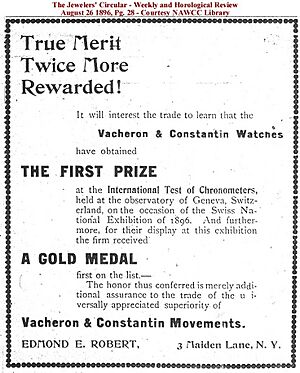 The Jewelers' Circular - Weekly and Horological Review
August 26 1896, Pg. 28 - Courtesy NAWCC Library
True Merit
Twice More
Rewarded!
It will interest the trade to learn that the
Vacheron & Constantin Watches
have obtained
THE FIRST PRIZE
at the International Test of Chronometers,
held at the observatory of Geneva, Switz-
erland, on the occasion of the Swiss Na-
tional Exhibition of 1896. And further-
more, for their display at this exhibition
the firm received
A GOLD MEDAL
first on the list.—
The honor thus conferred is merely addi-
tional assurance to the trade of the u i-
versally appreciated superiority of
Vacheron & Constantin Movements.
EDMOND E. ROBERT, 3 Maiden Lane, N. Y.